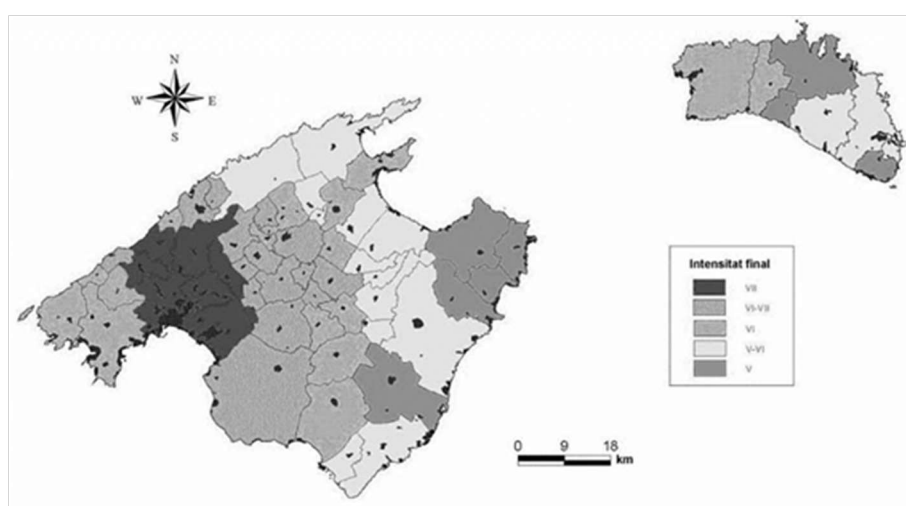 N
W E
S
Intensitat final
VII
VI-VII
VI
V-VI
V
0 9 18
km